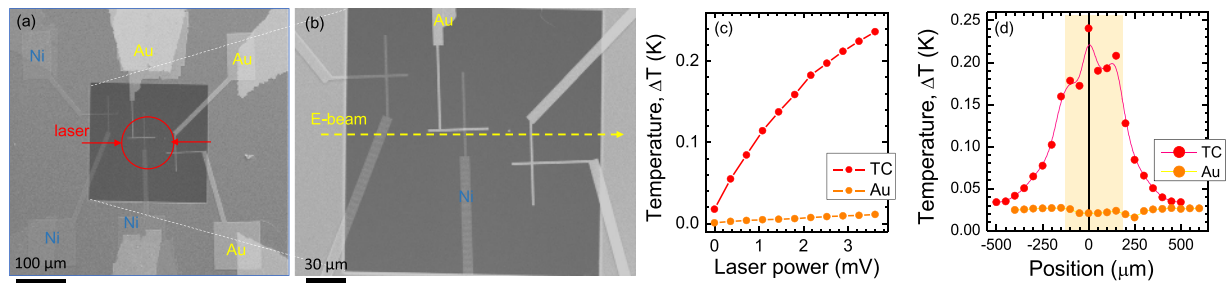 (a)
Ni
Au
Au
laser
Ni
Ni
Au
100 μm
(b)
Au
E-beam
Ni
30 μm
(c)
Temperature, ΔT (K)
0.2
0.1
0.0
0 1 2 3
Laser power (mV)
TC
Au
(d)
Temperature, ΔT (K)
0.25
0.20
0.15
0.10
0.05
0.00
-500 -250 0 250 500
Position (μm)
TC
Au